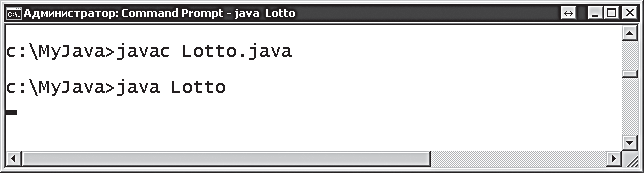 Администратор: Command Prompt - java Lotto
c:\MyJava>javac Lotto.java
c:\MyJava>java Lotto